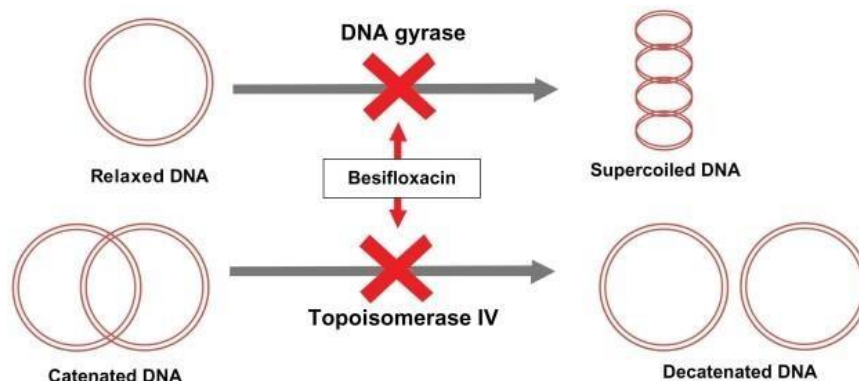 DNA gyrase
Relaxed DNA
Besifloxacin
Supercoiled DNA
Topoisomerase IV
Catenated DNA
Decatenated DNA